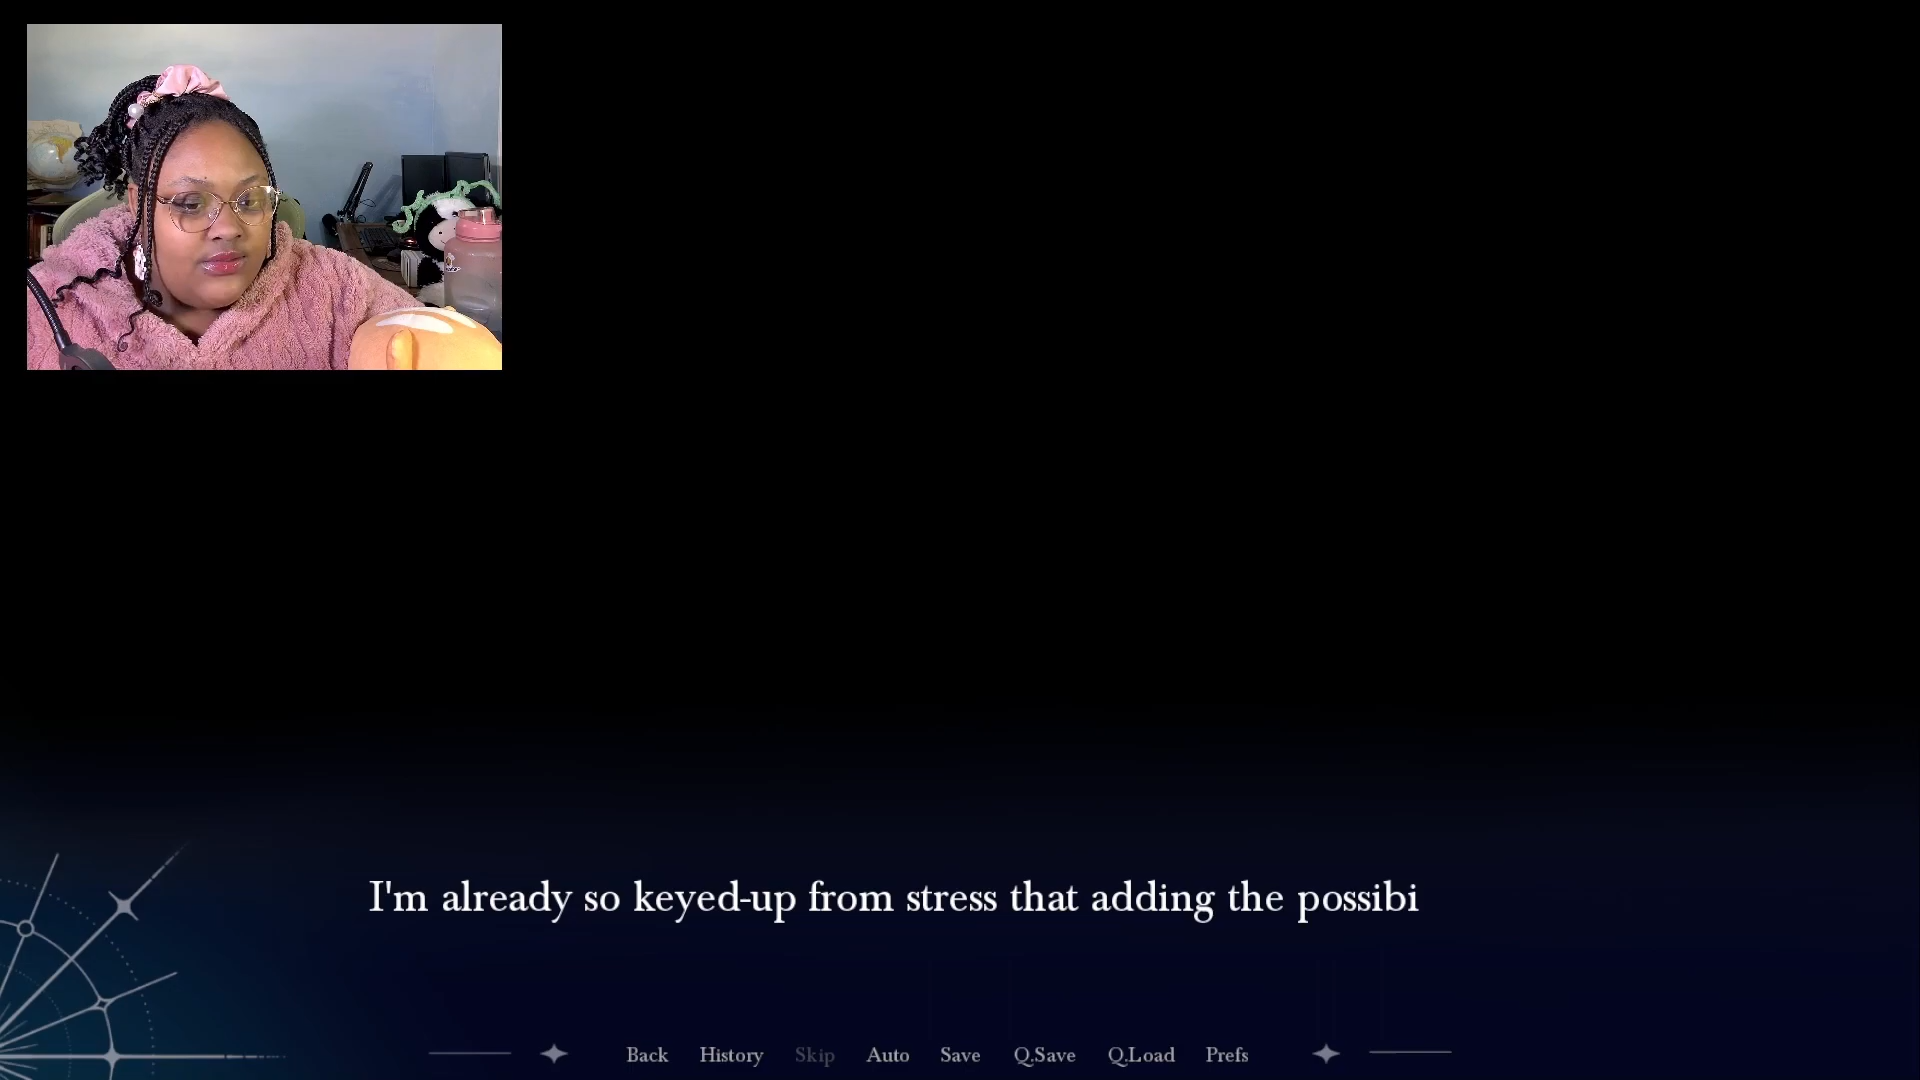 I'm already so keyed-up from stress that adding the possibi
Back History Skip Auto Save Q.Save Q.Load Prefs